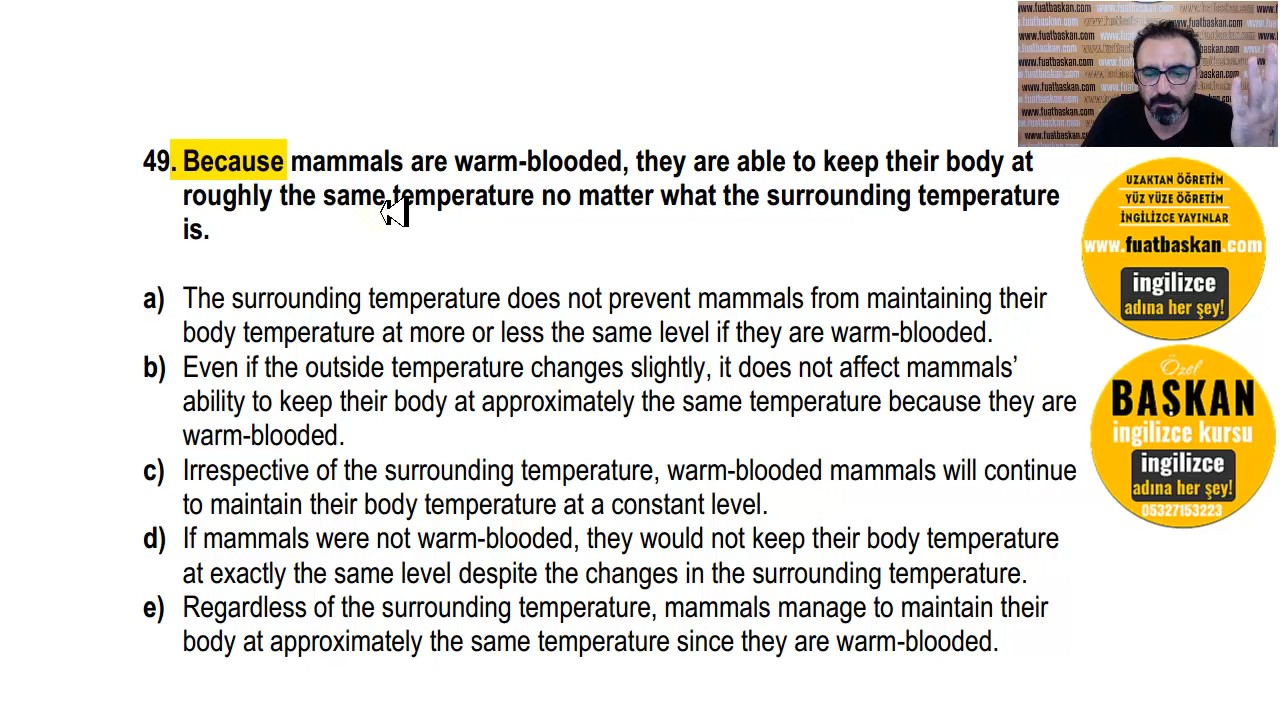 49. Because mammals are warm-blooded, they are able to keep their body at
roughly the same temperature no matter what the surrounding temperature
is.
a) The surrounding temperature does not prevent mammals from maintaining their
body temperature at more or less the same level if they are warm-blooded.
b) Even if the outside temperature changes slightly, it does not affect mammals’
ability to keep their body at approximately the same temperature because they are
warm-blooded.
c) Irrespective of the surrounding temperature, warm-blooded mammals will continue
to maintain their body temperature at a constant level.
d) If mammals were not warm-blooded, they would not keep their body temperature
at exactly the same level despite the changes in the surrounding temperature.
e) Regardless of the surrounding temperature, mammals manage to maintain their
body at approximately the same temperature since they are warm-blooded.
www.fuatbaskan.com
UZAKTAN ÖĞRETİM
YÜZ YÜZE ÖĞRETİM
İNGİLİZCE YAYINLAR
www.fuatbaskan.com
ingilizce
adına her şey!
Özel
BAŞKAN
ingilizce kursu
ingilizce
adına her şey!
05327153223